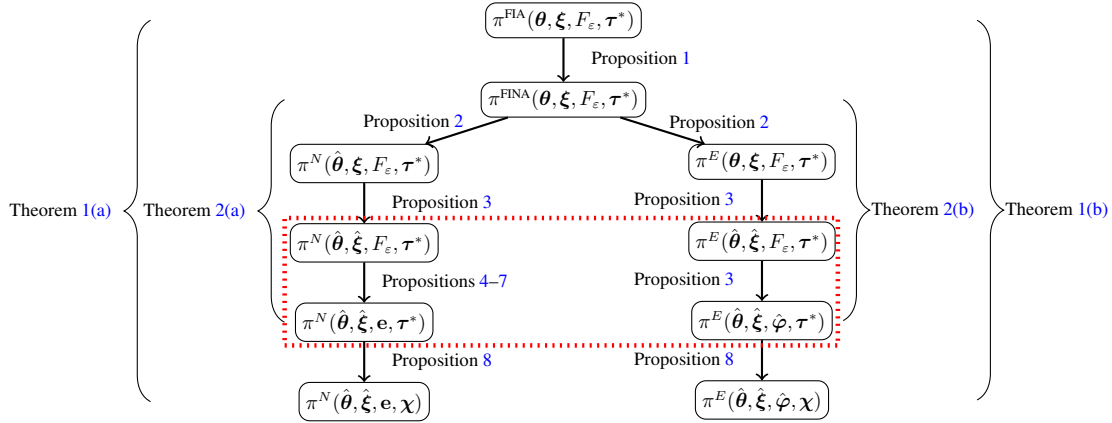 π^FIA(θ, ξ, F_ε, τ*)
Proposition 1
π^FINA(θ, ξ, F_ε, τ*)
Proposition 2 Proposition 2
π^N(θ̂, ξ, F_ε, τ*) π^E(θ, ξ, F_ε, τ*)
Proposition 3 Proposition 3
Theorem 1(a) Theorem 2(a) Theorem 2(b) Theorem 1(b)
π^N(θ̂, ξ̂, F_ε, τ*) π^E(θ̂, ξ̂, F_ε, τ*)
Propositions 4–7 Proposition 3
π^N(θ̂, ξ̂, e, τ*) π^E(θ̂, ξ̂, φ̂, τ*)
Proposition 8 Proposition 8
π^N(θ̂, ξ̂, e, χ) π^E(θ̂, ξ̂, φ̂, χ)